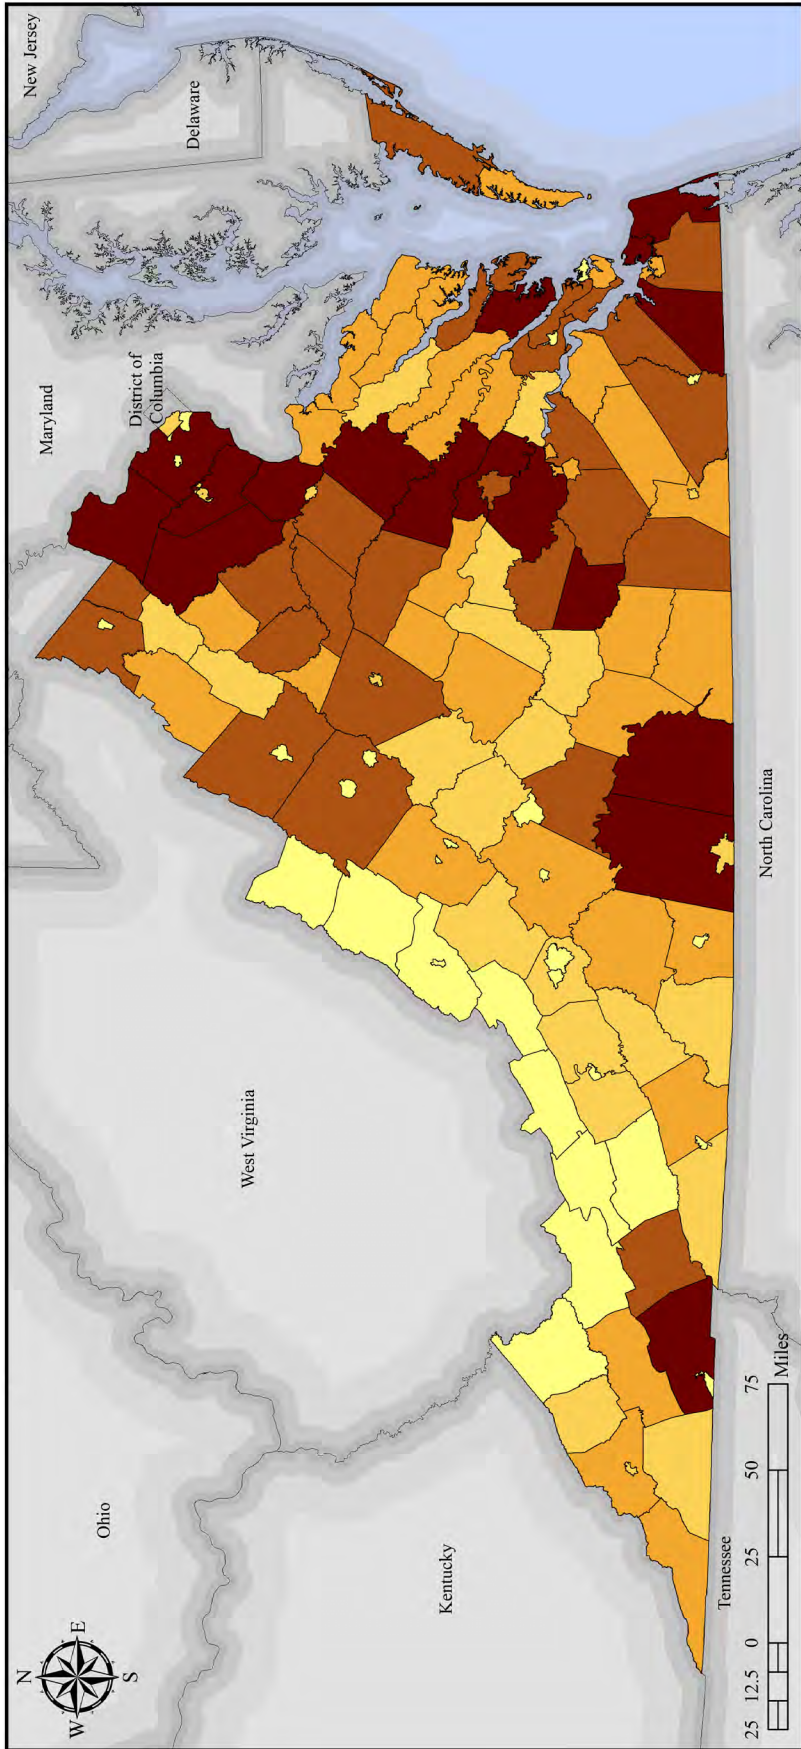 N
W
E
S
Ohio
Kentucky
West Virginia
Maryland
District of
Columbia
Delaware
New Jersey
Tennessee
North Carolina
25 12.5 0 25 50 75
Miles